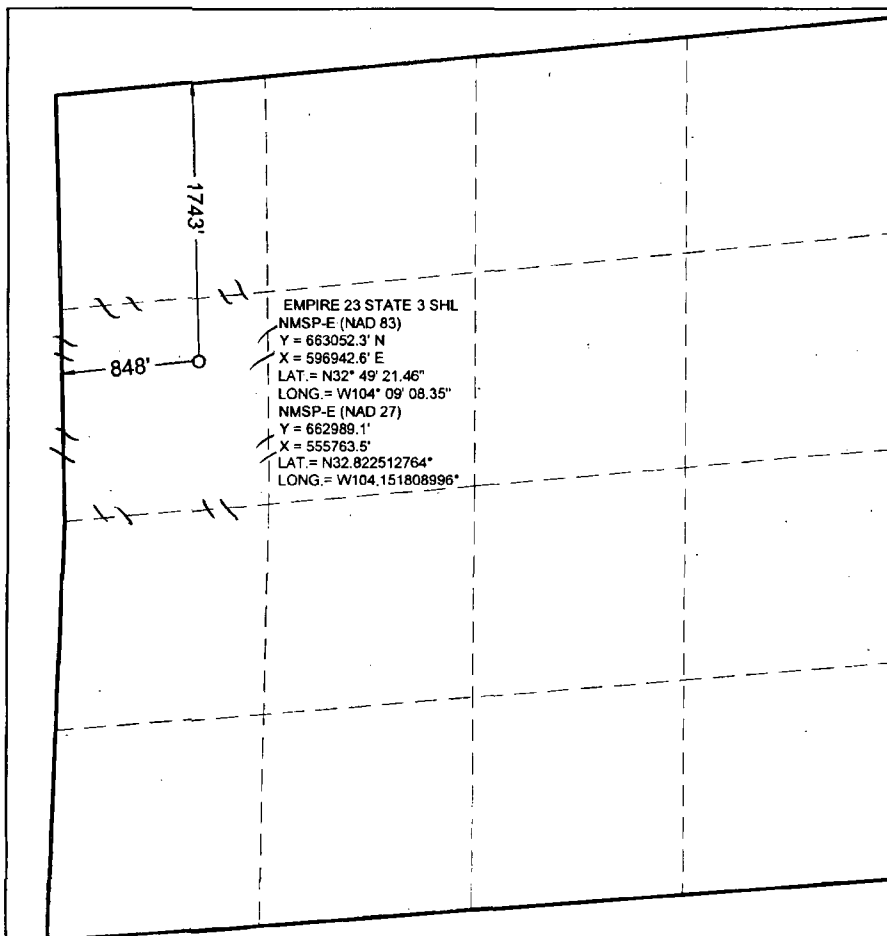 1743'
848'
EMPIRE 23 STATE 3 SHL
NMSP-E (NAD 83)
Y = 663052.3' N
X = 596942.6' E
LAT.= N32° 49' 21.46"
LONG.= W104° 09' 08.35"
NMSP-E (NAD 27)
Y = 662989.1'
X = 555763.5'
LAT.= N32.822512764°
LONG.= W104.151808996°